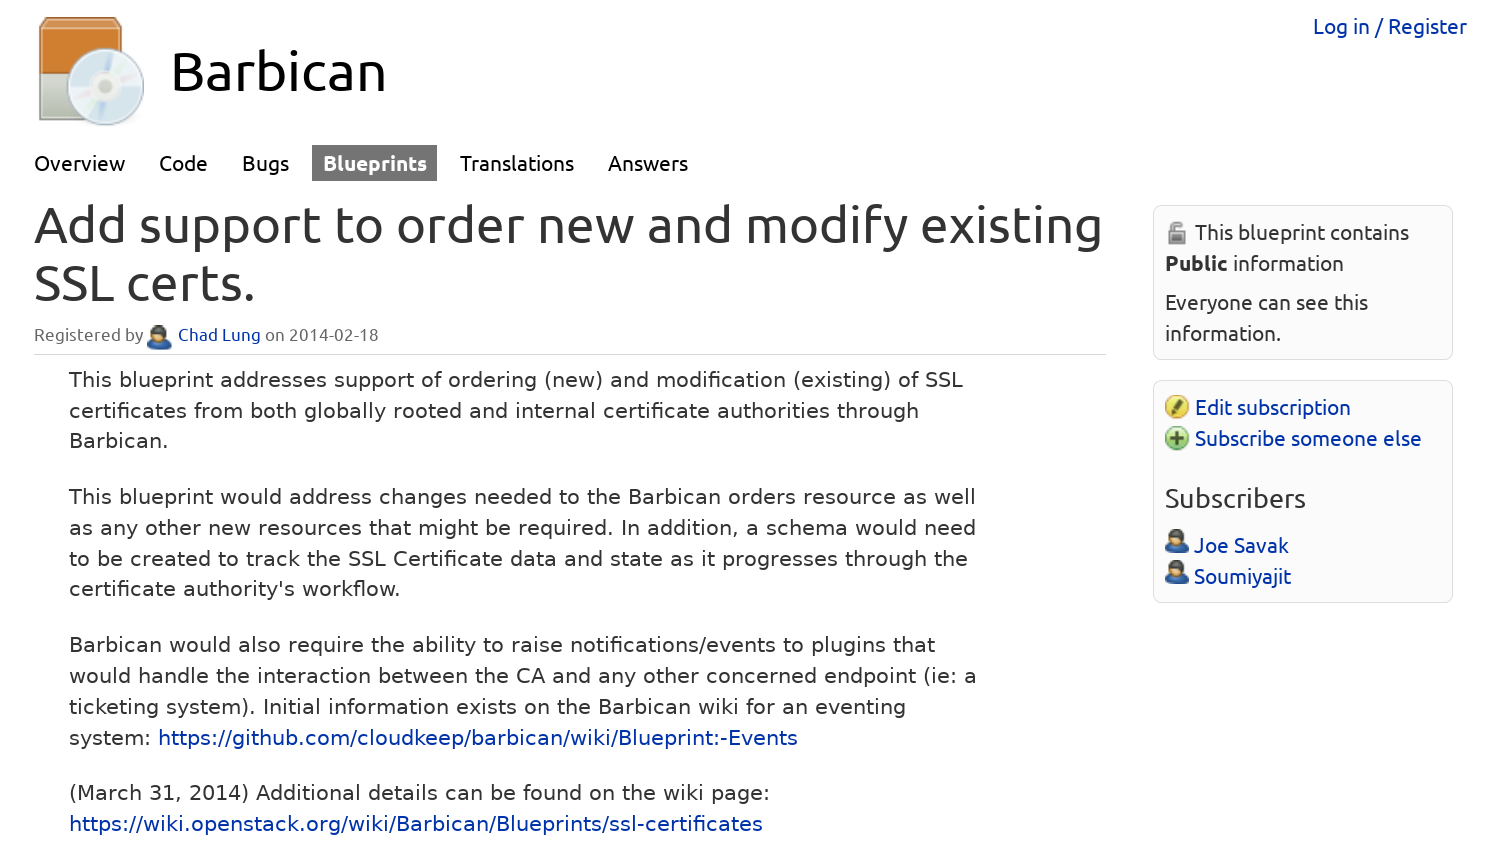 Log in / Register
Barbican
Overview Code Bugs Blueprints Translations Answers
Add support to order new and modify existing
SSL certs.
Registered by Chad Lung on 2014-02-18
This blueprint addresses support of ordering (new) and modification (existing) of SSL
certificates from both globally rooted and internal certificate authorities through
Barbican.
This blueprint would address changes needed to the Barbican orders resource as well
as any other new resources that might be required. In addition, a schema would need
to be created to track the SSL Certificate data and state as it progresses through the
certificate authority's workflow.
Barbican would also require the ability to raise notifications/events to plugins that
would handle the interaction between the CA and any other concerned endpoint (ie: a
ticketing system). Initial information exists on the Barbican wiki for an eventing
system: https://github.com/cloudkeep/barbican/wiki/Blueprint:-Events
(March 31, 2014) Additional details can be found on the wiki page:
https://wiki.openstack.org/wiki/Barbican/Blueprints/ssl-certificates
This blueprint contains
Public information
Everyone can see this
information.
Edit subscription
Subscribe someone else
Subscribers
Joe Savak
Soumiyajit